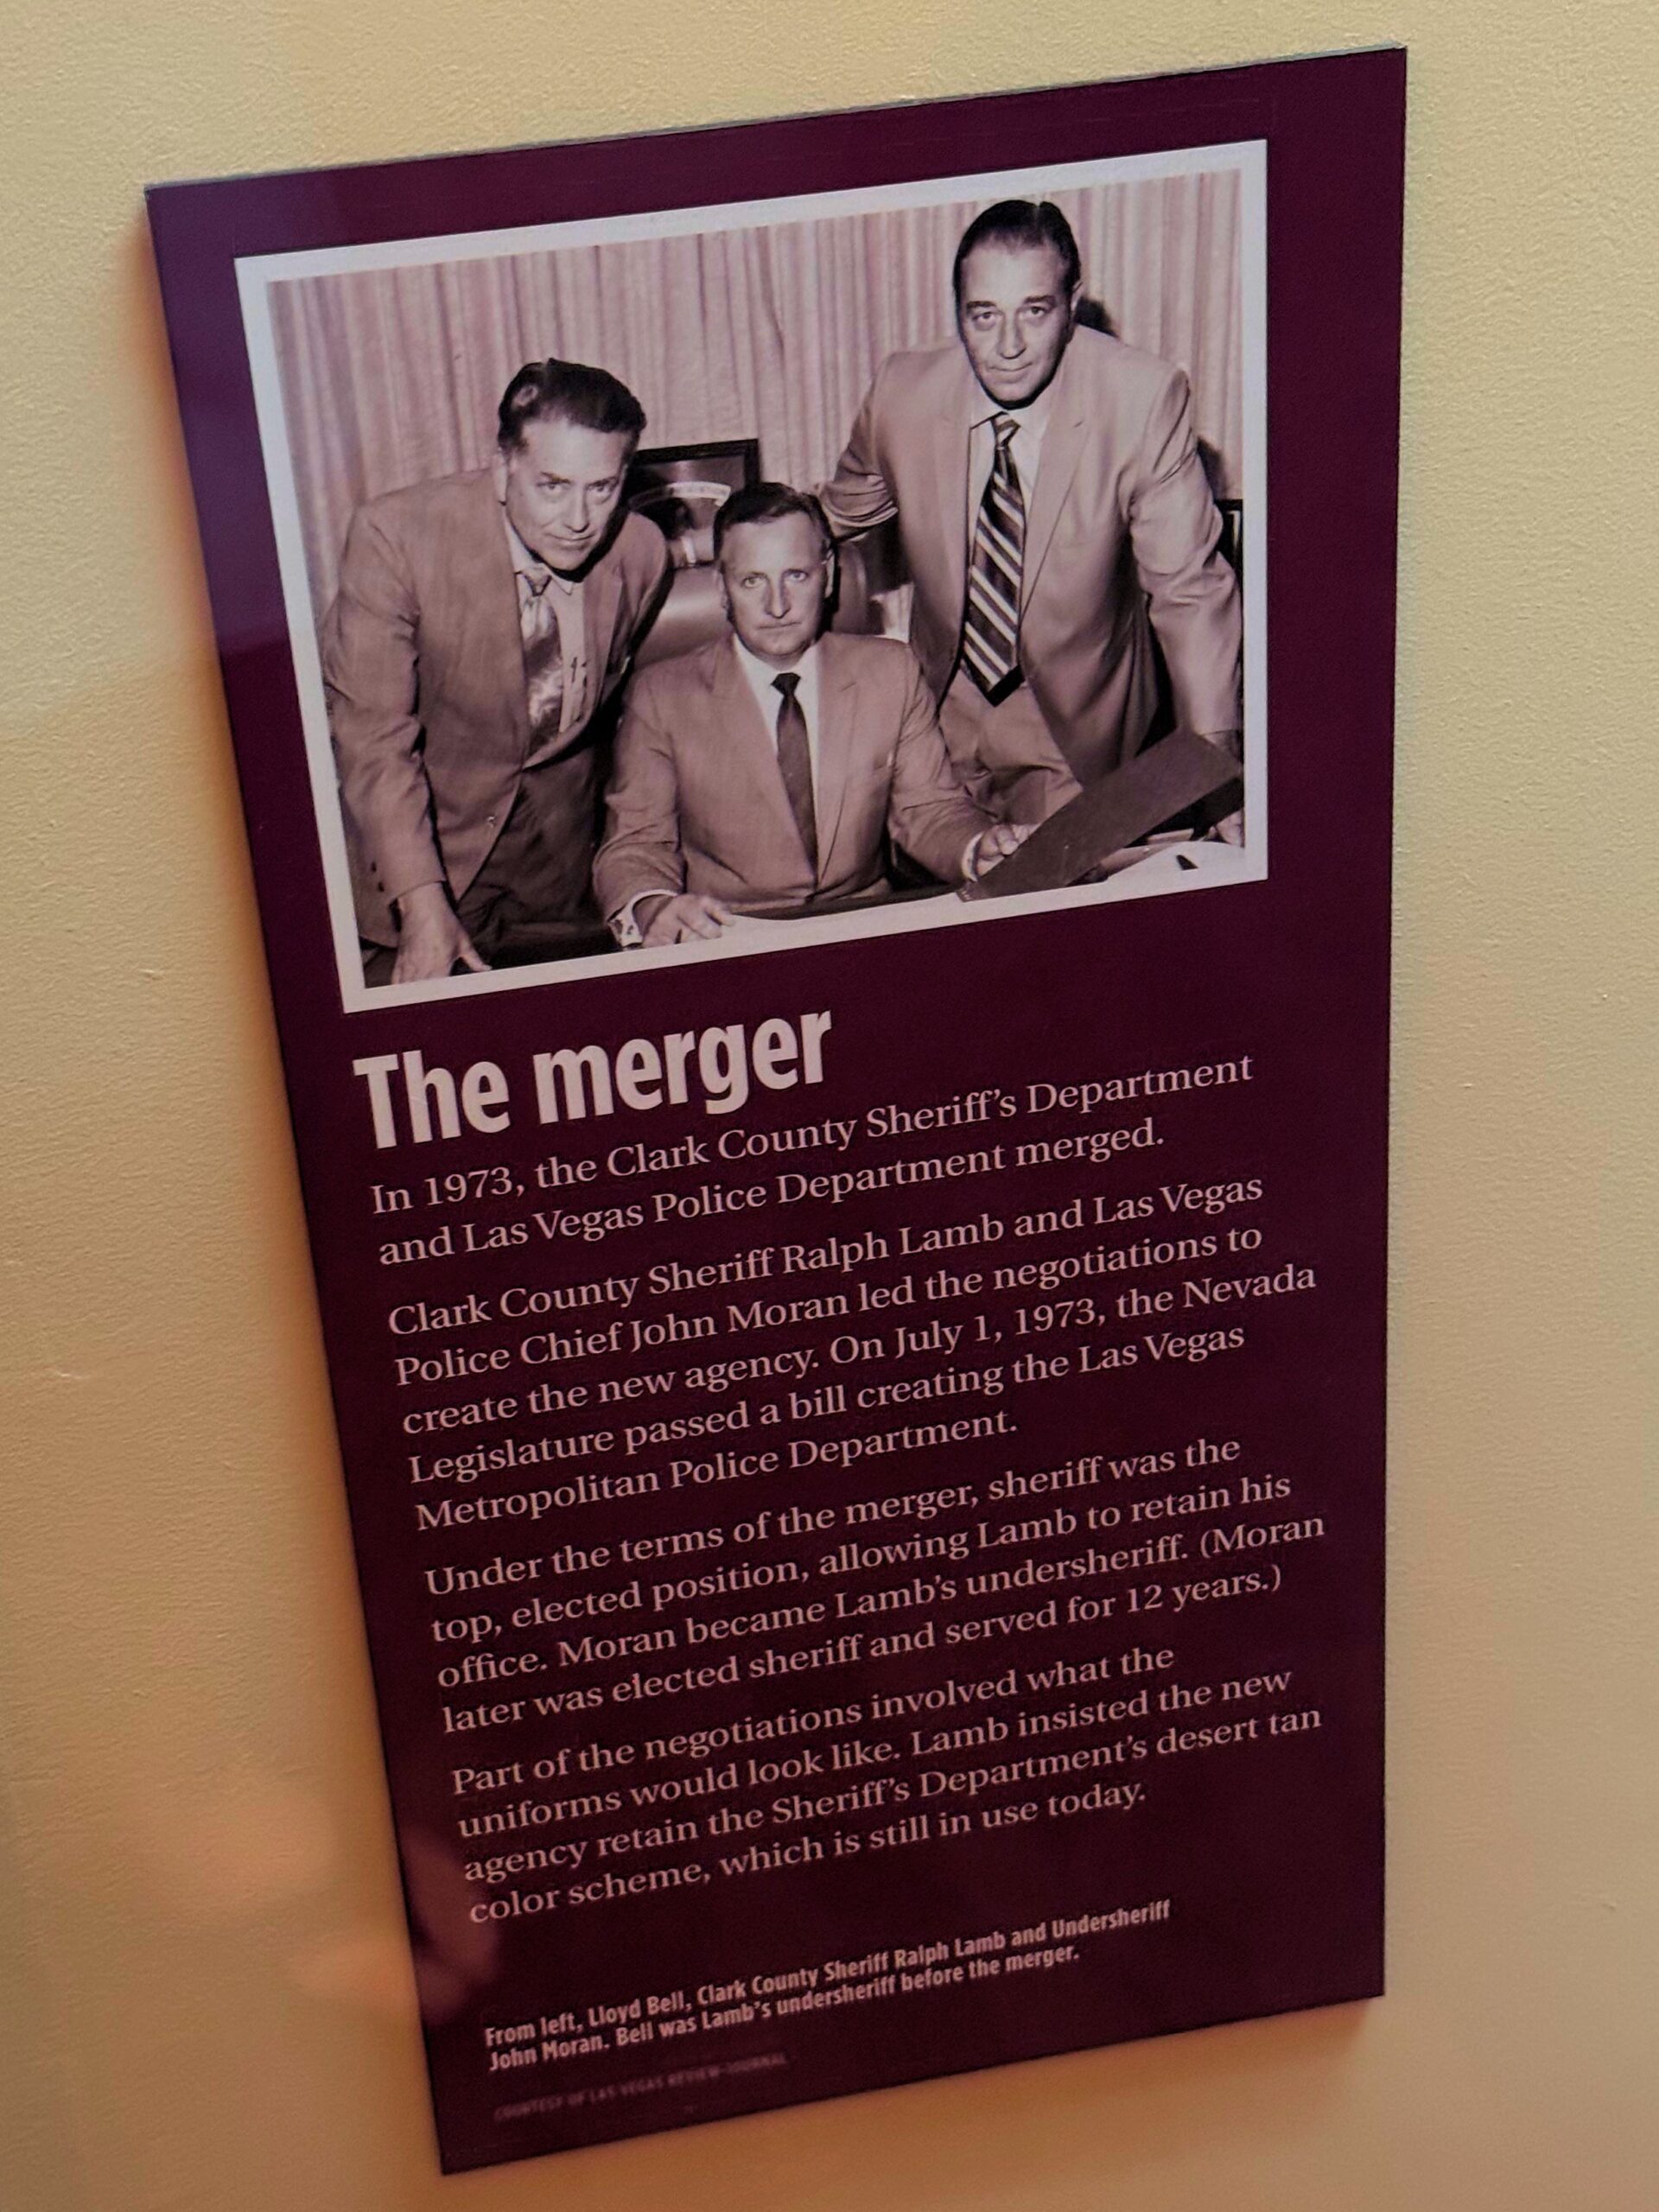 The merger
In 1973, the Clark County Sheriff's Department
and Las Vegas Police Department merged.
Clark County Sheriff Ralph Lamb and Las Vegas
Police Chief John Moran led the negotiations to
create the new agency. On July 1, 1973, the Nevada
Legislature passed a bill creating the Las Vegas
Metropolitan Police Department.
Under the terms of the merger, sheriff was the
top, elected position, allowing Lamb to retain his
office. Moran became Lamb's undersheriff. (Moran
later was elected sheriff and served for 12 years.)
Part of the negotiations involved what the
uniforms would look like. Lamb insisted the new
agency retain the Sheriff's Department's desert tan
color scheme, which is still in use today.
From left, Lloyd Bell, Clark County Sheriff Ralph Lamb and Undersheriff
John Moran. Bell was Lamb's undersheriff before the merger.
COURTESY OF LAS VEGAS REVIEW-JOURNAL